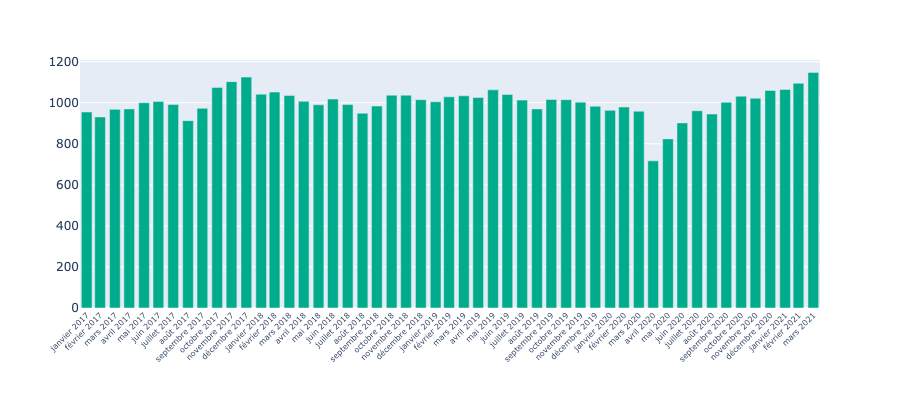 1200
1000
800
600
400
200
0
janvier 2017
février 2017
mars 2017
avril 2017
mai 2017
juin 2017
juillet 2017
août 2017
septembre 2017
octobre 2017
novembre 2017
décembre 2017
janvier 2018
février 2018
mars 2018
avril 2018
mai 2018
juin 2018
juillet 2018
août 2018
septembre 2018
octobre 2018
novembre 2018
décembre 2018
janvier 2019
février 2019
mars 2019
avril 2019
mai 2019
juin 2019
juillet 2019
août 2019
septembre 2019
octobre 2019
novembre 2019
décembre 2019
janvier 2020
février 2020
mars 2020
avril 2020
mai 2020
juin 2020
juillet 2020
août 2020
septembre 2020
octobre 2020
novembre 2020
décembre 2020
janvier 2021
février 2021
mars 2021